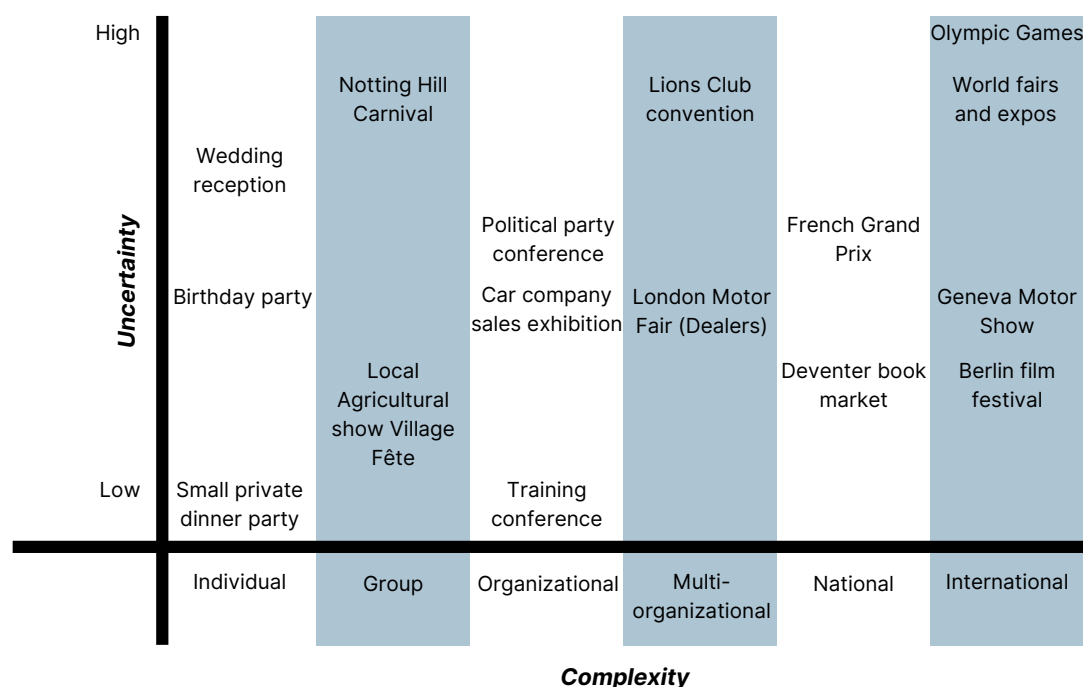 High
Olympic Games
Notting Hill
Carnival
Lions Club
convention
World fairs
and expos
Wedding
reception
Uncertainty
Political party
conference
French Grand
Prix
Birthday party
Car company
sales exhibition
London Motor
Fair (Dealers)
Geneva Motor
Show
Local
Agricultural
show Village
Fête
Deventer book
market
Berlin film
festival
Low
Small private
dinner party
Training
conference
Individual
Group
Organizational
Multi-
organizational
National
International
Complexity